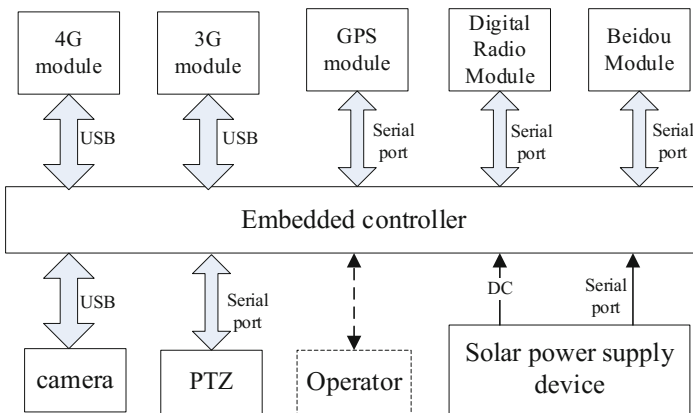 4G
module
3G
module
GPS
module
Digital
Radio
Module
Beidou
Module
USB
USB
Serial
port
Serial
port
Serial
port
Embedded controller
USB
Serial
port
DC
Serial
port
camera
PTZ
Operator
Solar power supply
device